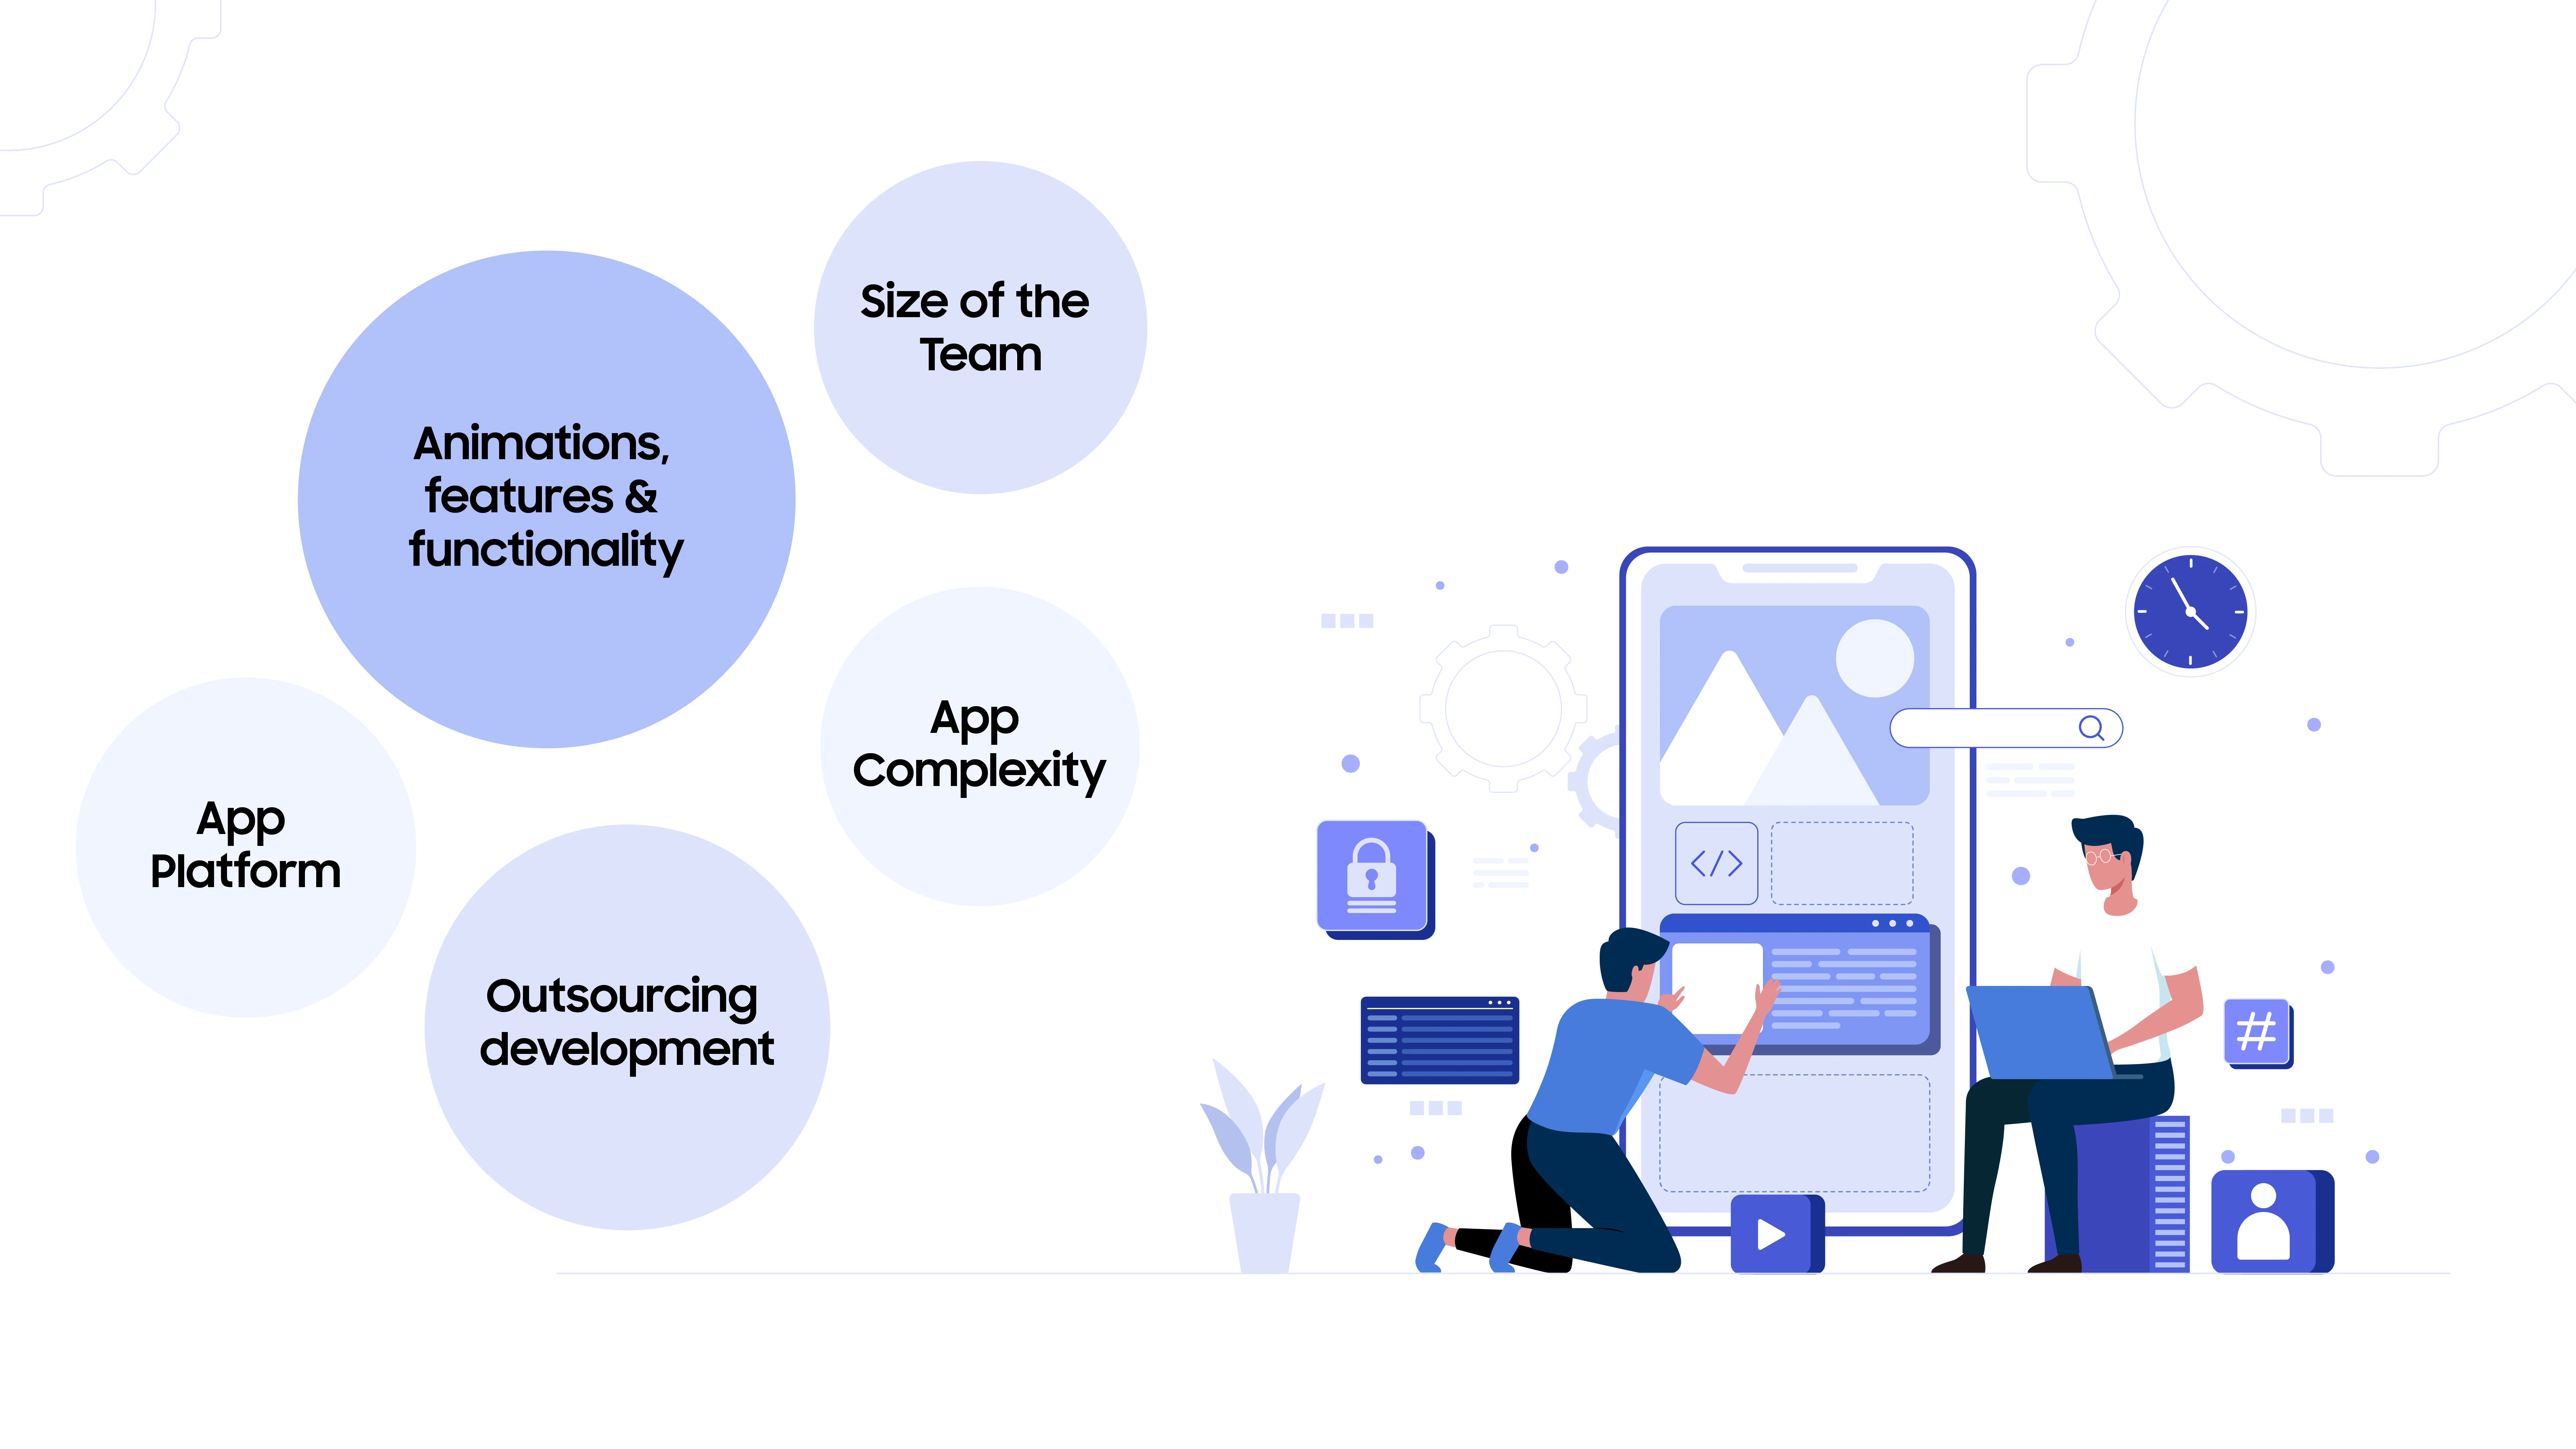 Size of the
Team
Animations,
features &
functionality
App
Complexity
App
Platform
Outsourcing
development
</>
#